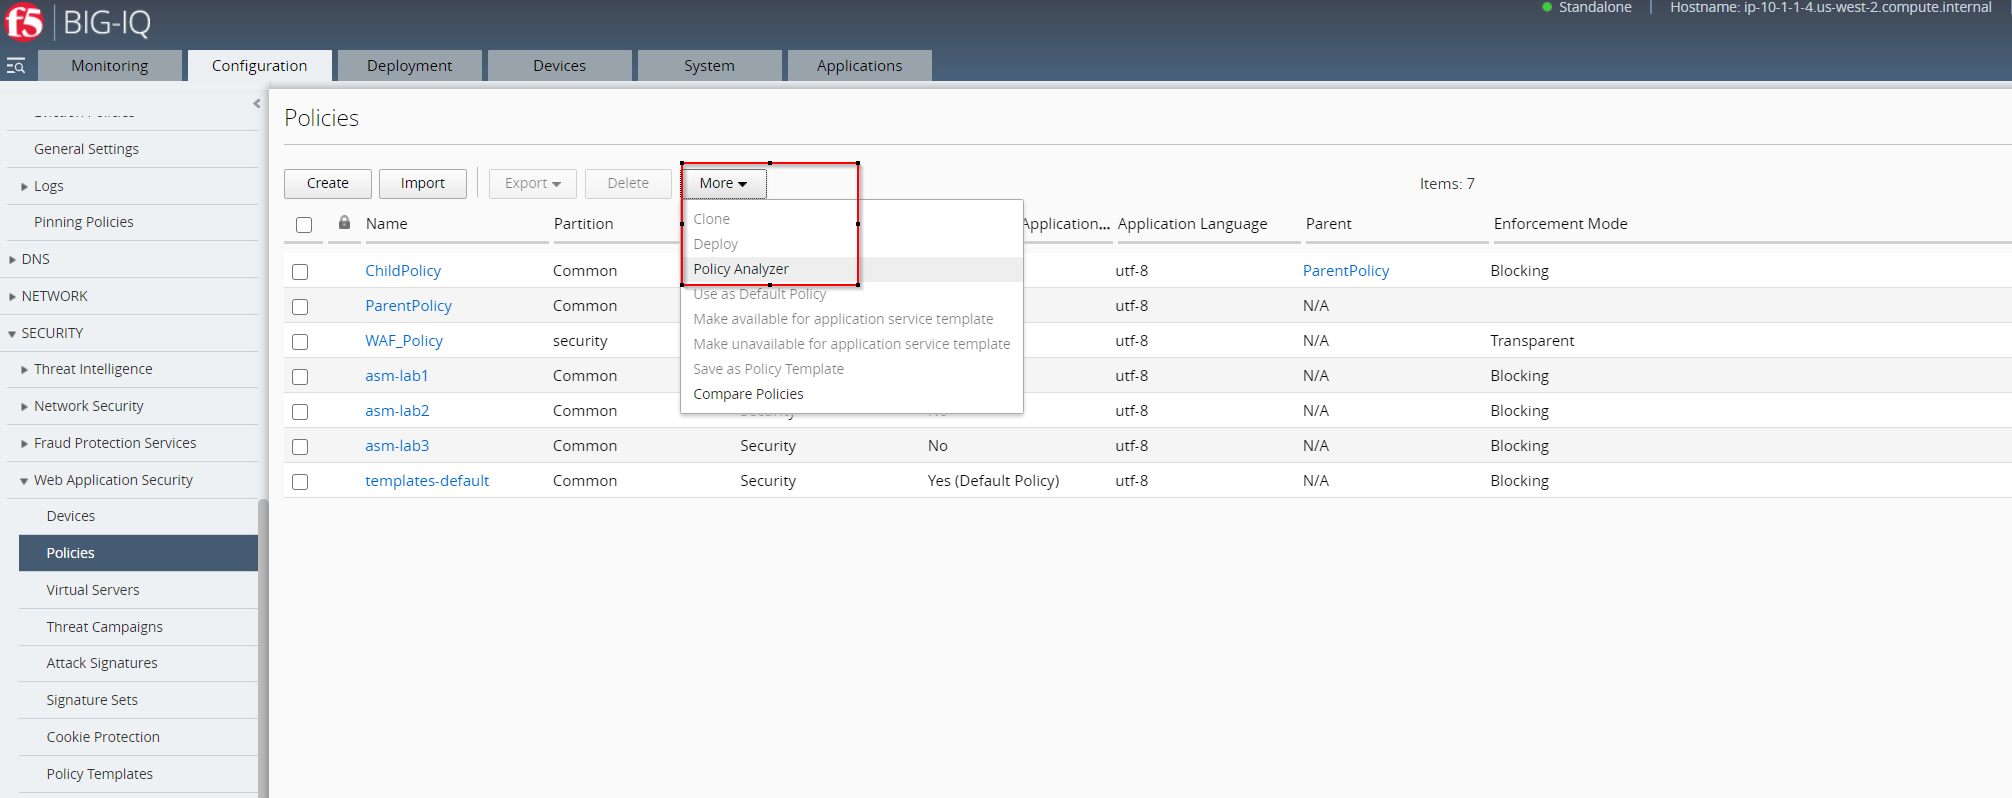 f5 BIG-IQ
Standalone | Hostname: ip-10-1-1-4.us-west-2.compute.internal
Monitoring Configuration Deployment Devices System Applications
General Settings
Logs
Pinning Policies
DNS
NETWORK
SECURITY
Threat Intelligence
Network Security
Fraud Protection Services
Web Application Security
Devices
Policies
Virtual Servers
Threat Campaigns
Attack Signatures
Signature Sets
Cookie Protection
Policy Templates
Policies
Create Import Export Delete More Items: 7
Name Partition Application... Application Language Parent Enforcement Mode
ChildPolicy Common utf-8 ParentPolicy Blocking
ParentPolicy Common utf-8 N/A
WAF_Policy security utf-8 N/A Transparent
asm-lab1 Common utf-8 N/A Blocking
asm-lab2 Common utf-8 N/A Blocking
asm-lab3 Common Security No utf-8 N/A Blocking
templates-default Common Security Yes (Default Policy) utf-8 N/A Blocking
Clone
Deploy
Policy Analyzer
Use as Default Policy
Make available for application service template
Make unavailable for application service template
Save as Policy Template
Compare Policies